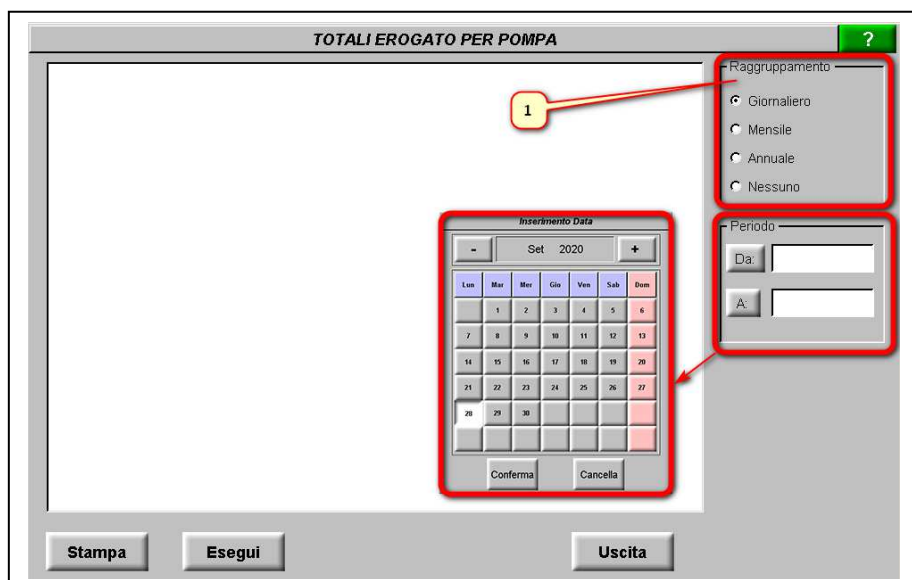 TOTALI EROGATO PER POMPA
?
Raggruppamento
1
Giornaliero
Mensile
Annuale
Nessuno
Inserimento Data
- Set 2020 +
Lun Mar Mer Gio Ven Sab Dom
1 2 3 4 5 6
7 8 9 10 11 12 13
14 15 16 17 18 19 20
21 22 23 24 25 26 27
28 29 30
Conferma Cancella
Periodo
Da:
A:
Stampa Esegui Uscita